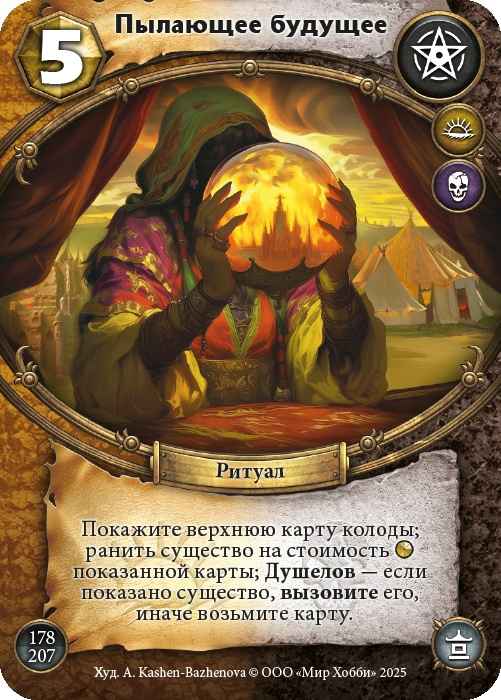 Пылающее будущее
5
Ритуал
Покажите верхнюю карту колоды;
ранить существо на стоимость
показанной карты; Душелов — если
показано существо, вызовите его,
иначе возьмите карту.
178
207
Худ. A. Kashen-Bazhenova © ООО «Мир Хобби» 2025